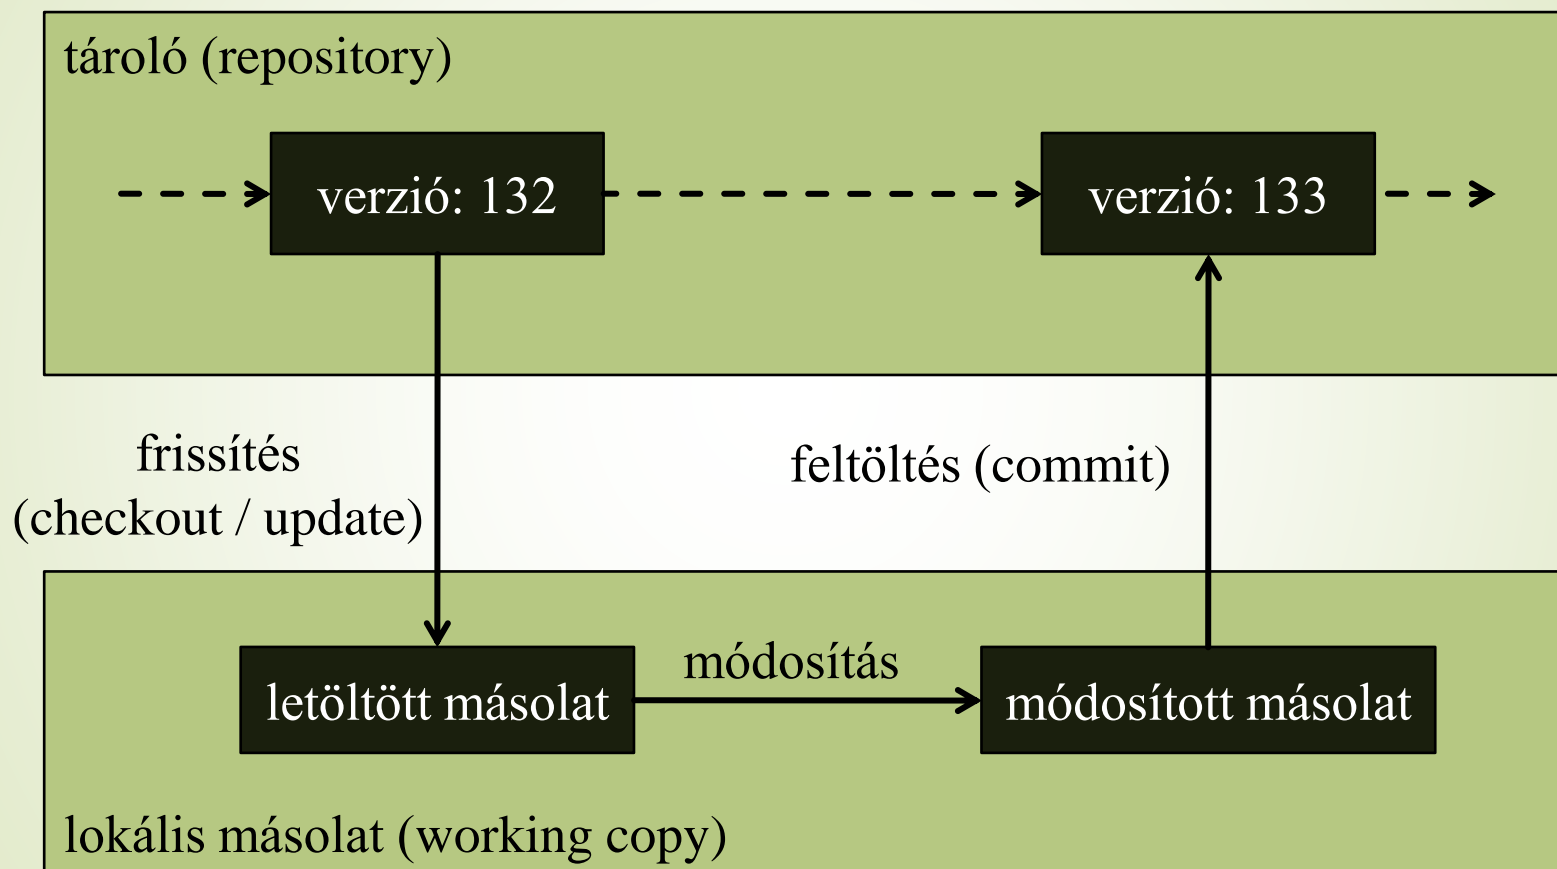 tároló (repository)
verzió: 132
verzió: 133
frissítés
(checkout / update)
feltöltés (commit)
letöltött másolat
módosítás
módosított másolat
lokális másolat (working copy)